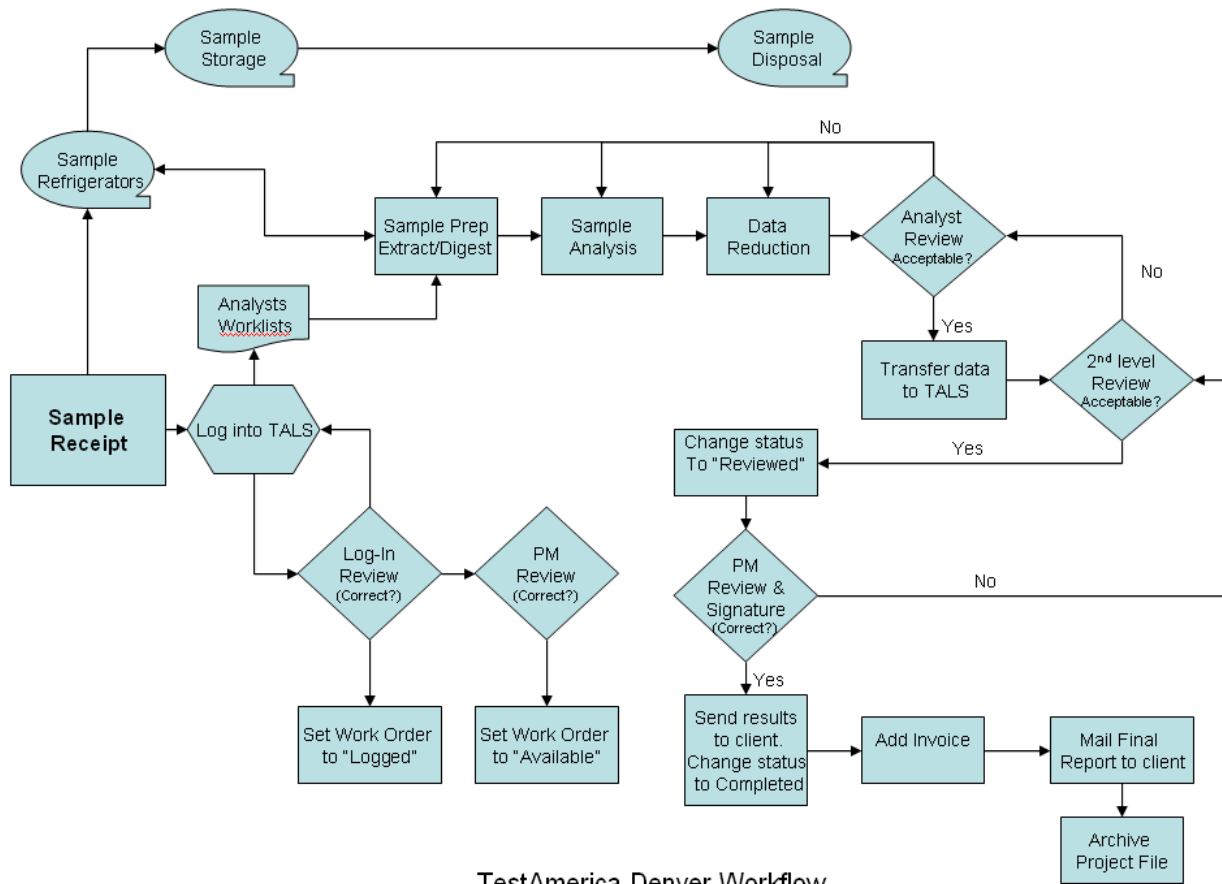 Sample
Storage
Sample
Disposal
No
Sample
Refrigerators
Sample Prep
Extract/Digest
Sample
Analysis
Data
Reduction
Analyst
Review
Acceptable?
No
Analysts
Worklists
Yes
Transfer data
to TALS
2nd level
Review
Acceptable?
Sample
Receipt
Log into TALS
Change status
To "Reviewed"
Yes
Log-In
Review
(Correct?)
PM
Review
(Correct?)
PM
Review &
Signature
(Correct?)
No
Yes
Set Work Order
to "Logged"
Set Work Order
to "Available"
Send results
to client.
Change status
to Completed
Add Invoice
Mail Final
Report to client
Archive
Project File
TestAmerica Denver Workflow